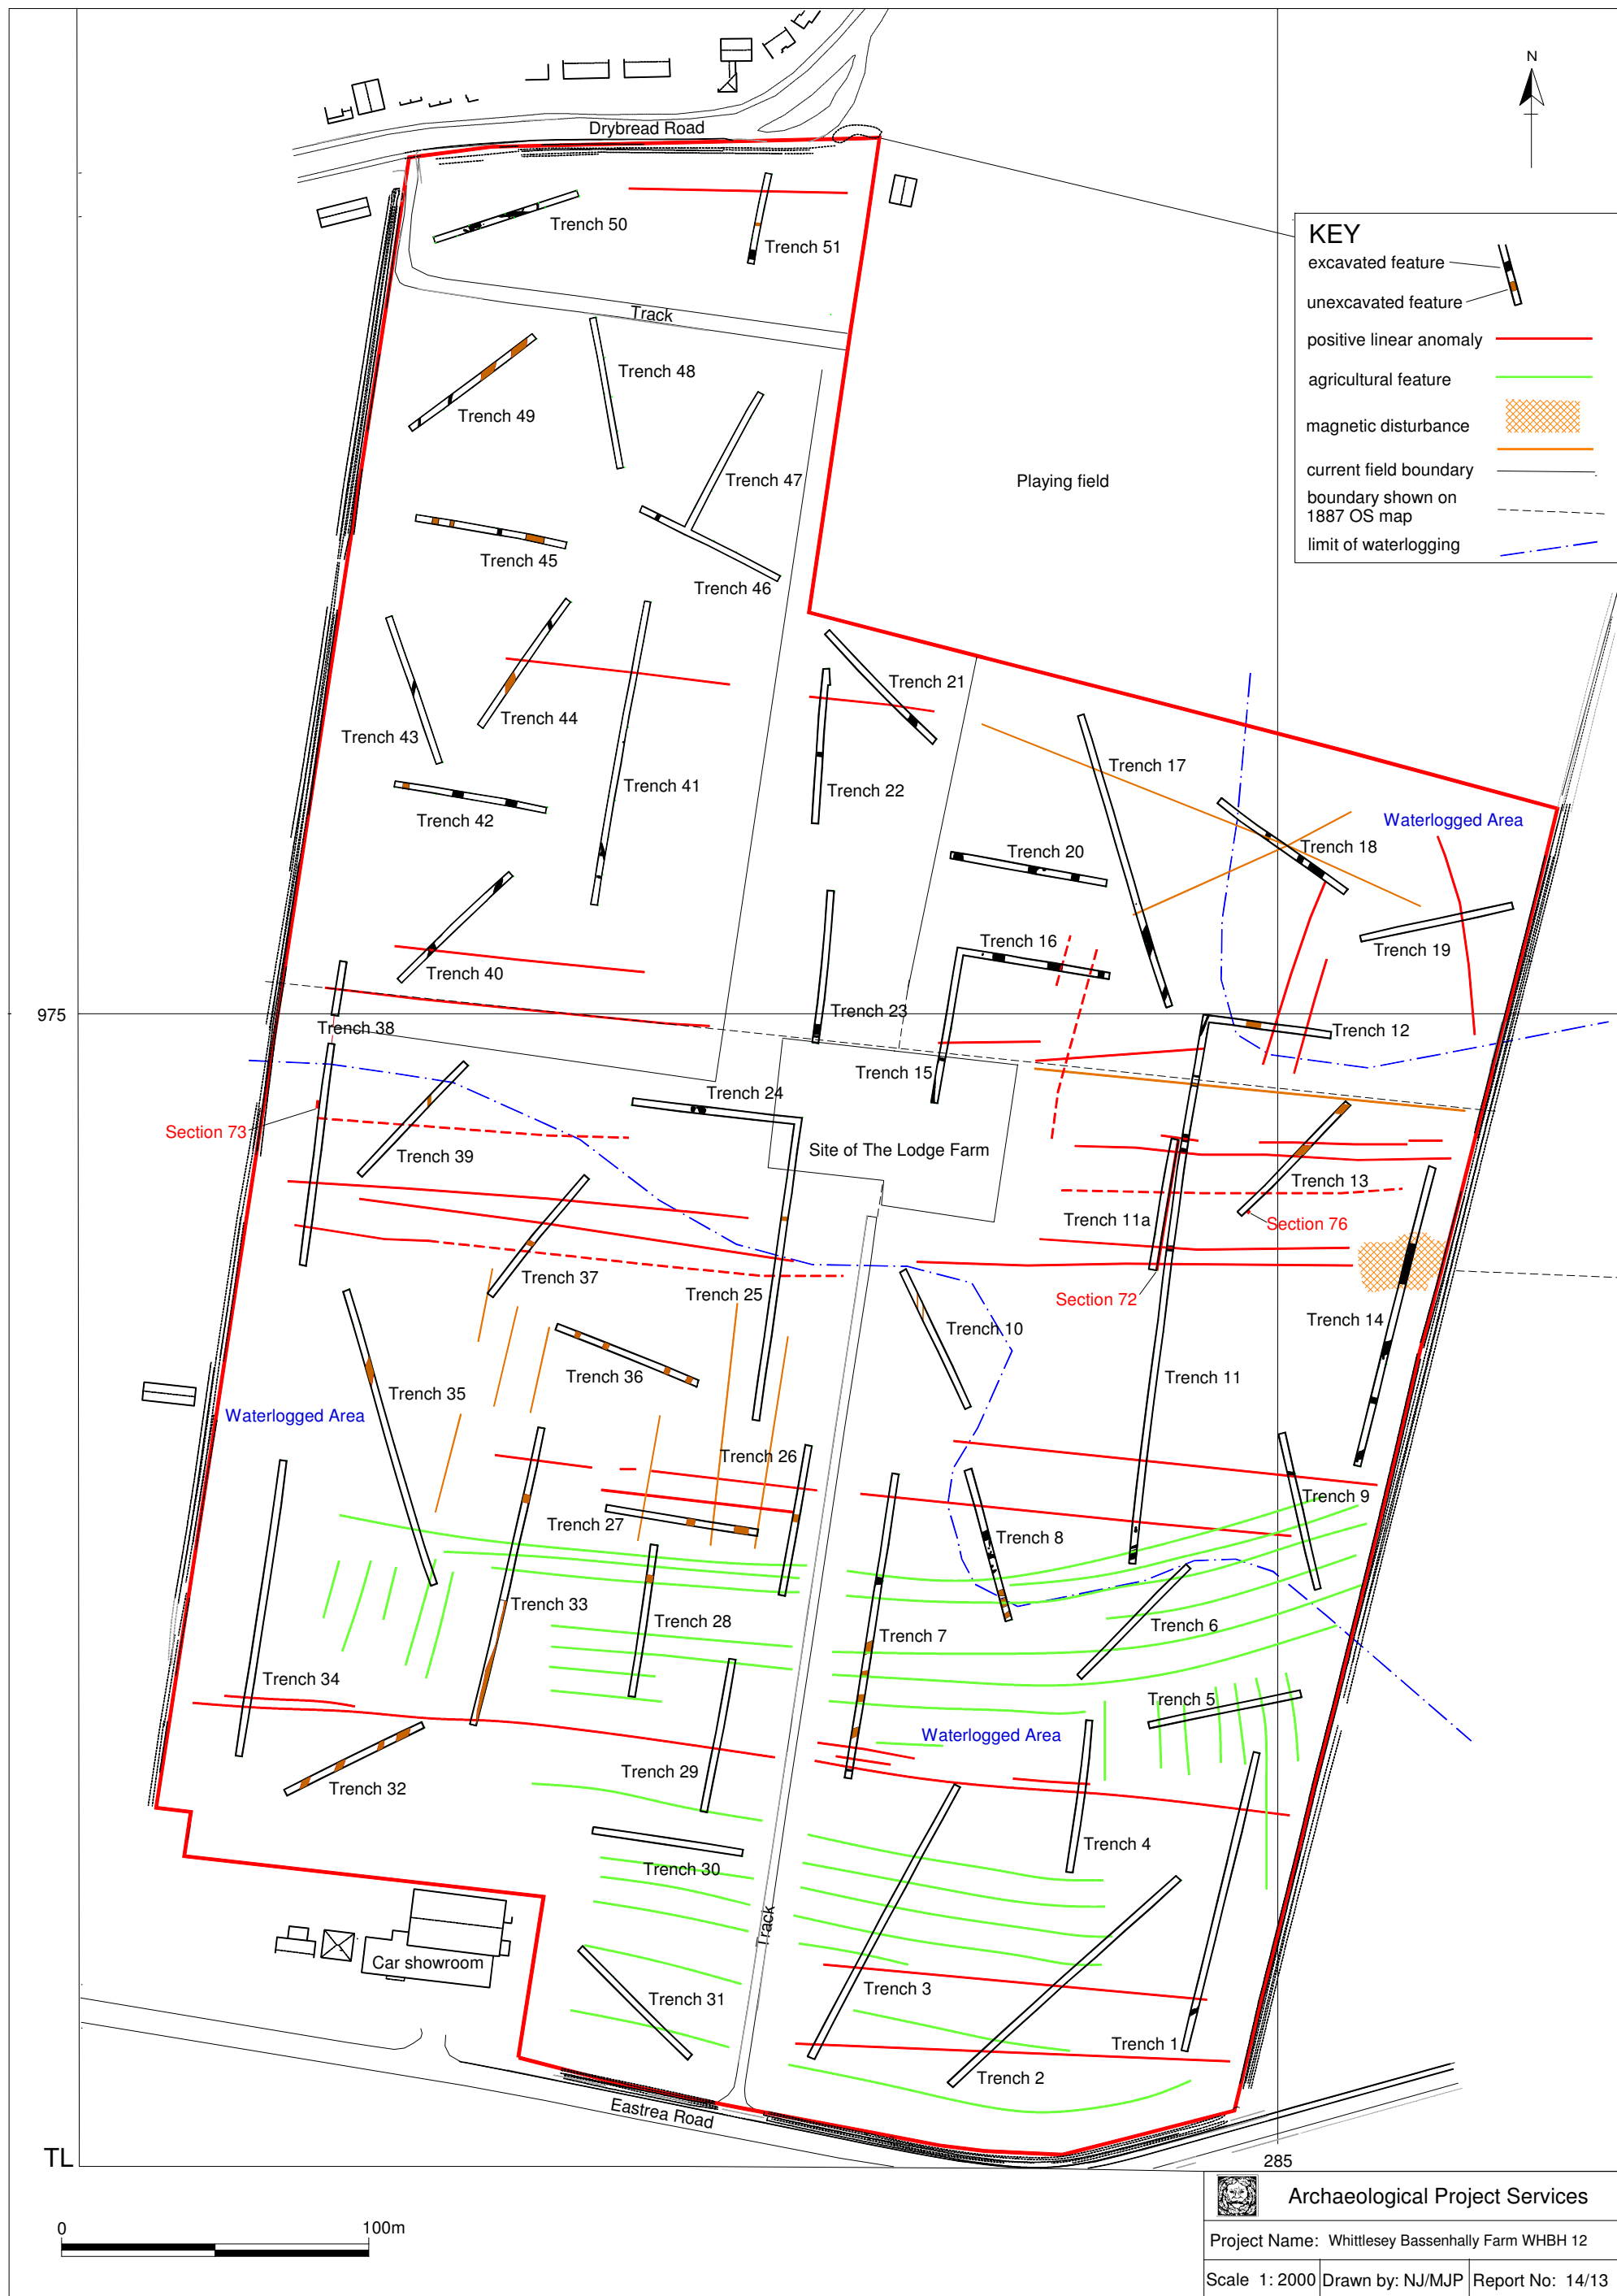 N
Drybread Road
Trench 50
Trench 51
KEY
excavated feature
unexcavated feature
positive linear anomaly
agricultural feature
magnetic disturbance
current field boundary
boundary shown on
1887 OS map
limit of waterlogging
Track
Trench 48
Trench 49
Trench 47
Playing field
Trench 45
Trench 46
Trench 21
Trench 44
Trench 43
Trench 17
Trench 41
Trench 22
Trench 42
Waterlogged Area
Trench 18
Trench 20
Trench 16
Trench 19
Trench 40
975
Trench 23
Trench 38
Trench 12
Trench 15
Trench 24
Section 73
Site of The Lodge Farm
Trench 39
Trench 13
Trench 11a
Section 76
Trench 37
Trench 25
Section 72
Trench 10
Trench 14
Trench 36
Trench 11
Trench 35
Waterlogged Area
Trench 26
Trench 9
Trench 27
Trench 8
Trench 33
Trench 28
Trench 6
Trench 7
Trench 34
Trench 5
Waterlogged Area
Trench 29
Trench 32
Trench 4
Trench 30
Track
Car showroom
Trench 3
Trench 31
Trench 1
Trench 2
Eastrea Road
TL
285
Archaeological Project Services
0
100m
Project Name: Whittlesey Bassenhally Farm WHBH 12
Scale 1: 2000
Drawn by: NJ/MJP
Report No: 14/13